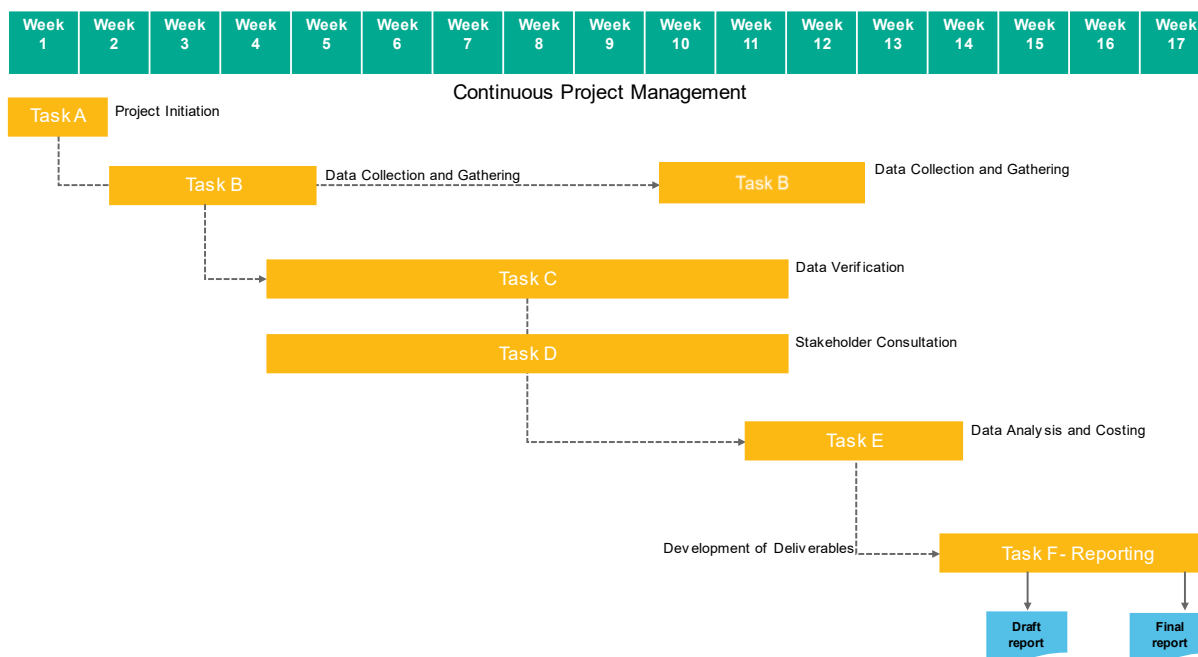 Week 1
Week 2
Week 3
Week 4
Week 5
Week 6
Week 7
Week 8
Week 9
Week 10
Week 11
Week 12
Week 13
Week 14
Week 15
Week 16
Week 17
Continuous Project Management
Task A
Project Initiation
Task B
Data Collection and Gathering
Task B
Data Collection and Gathering
Task C
Data Verification
Task D
Stakeholder Consultation
Task E
Data Analysis and Costing
Development of Deliverables
Task F- Reporting
Draft
report
Final
report